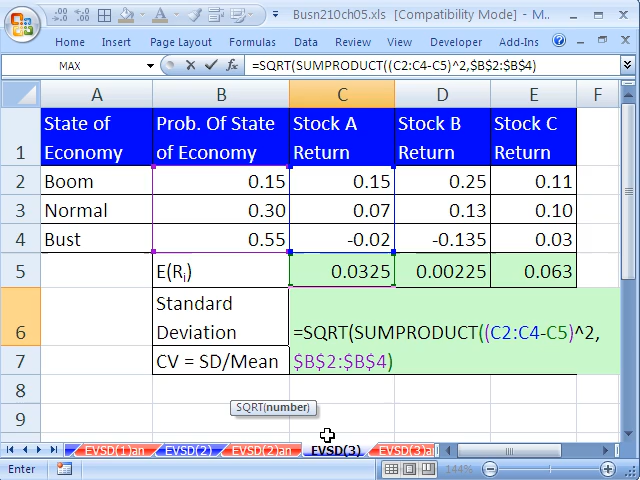 Busn210ch05.xls [Compatibility Mode] - M...
Home Insert Page Layout Formulas Data Review View Developer Add-Ins
MAX =SQRT(SUMPRODUCT((C2:C4-C5)^2,$B$2:$B$4)
A B C D E F
1 State of Economy Prob. Of State of Economy Stock A Return Stock B Return Stock C Return
2 Boom 0.15 0.15 0.25 0.11
3 Normal 0.30 0.07 0.13 0.10
4 Bust 0.55 -0.02 -0.135 0.03
5 E(Ri) 0.0325 0.00225 0.063
6 Standard Deviation =SQRT(SUMPRODUCT((C2:C4-C5)^2,
7 CV = SD/Mean $B$2:$B$4)
8
SQRT(number)
9
EVSD(1)an EVSD(2) EVSD(2)an EVSD(3) EVSD(3)a
Enter 144%